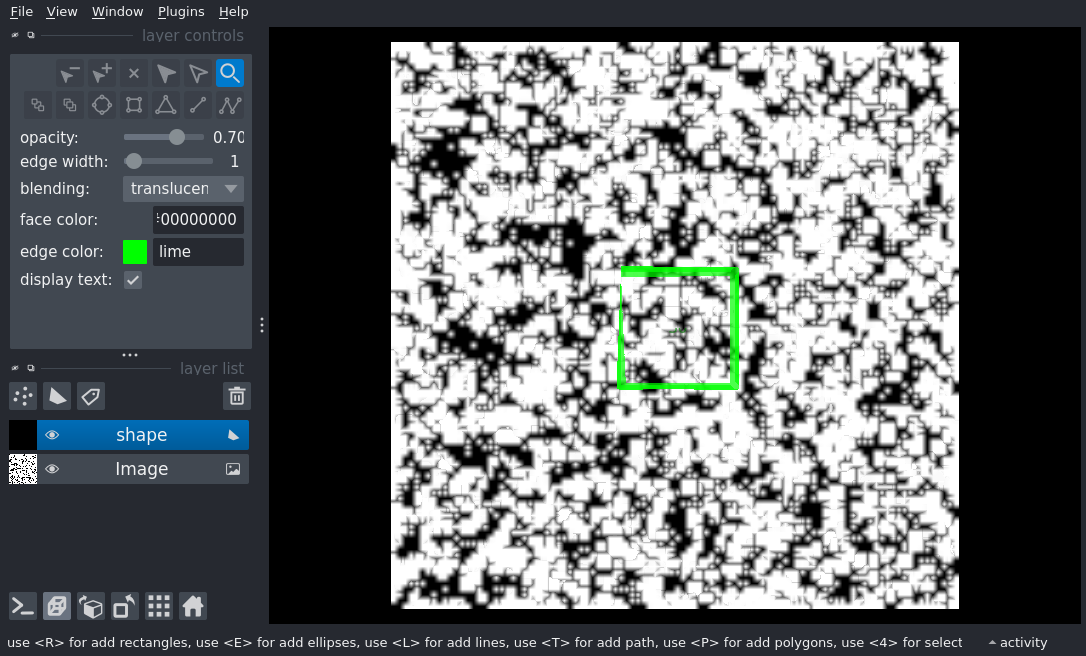 File View Window Plugins Help
layer controls
opacity: 0.70
edge width: 1
blending: translucen
face color: 00000000
edge color: lime
display text:
layer list
shape
Image
use <R> for add rectangles, use <E> for add ellipses, use <L> for add lines, use <T> for add path, use <P> for add polygons, use <4> for select
activity